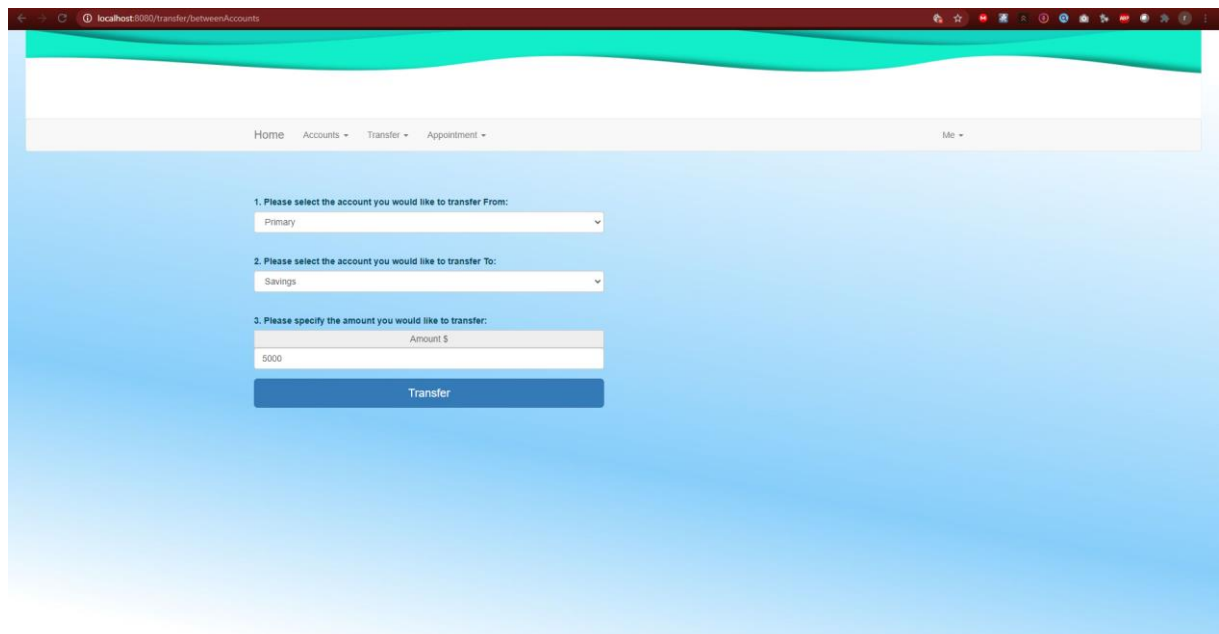 localhost:8080/transfer/betweenAccounts
Home Accounts Transfer Appointment Me
1. Please select the account you would like to transfer From:
Primary
2. Please select the account you would like to transfer To:
Savings
3. Please specify the amount you would like to transfer:
Amount $
5000
Transfer